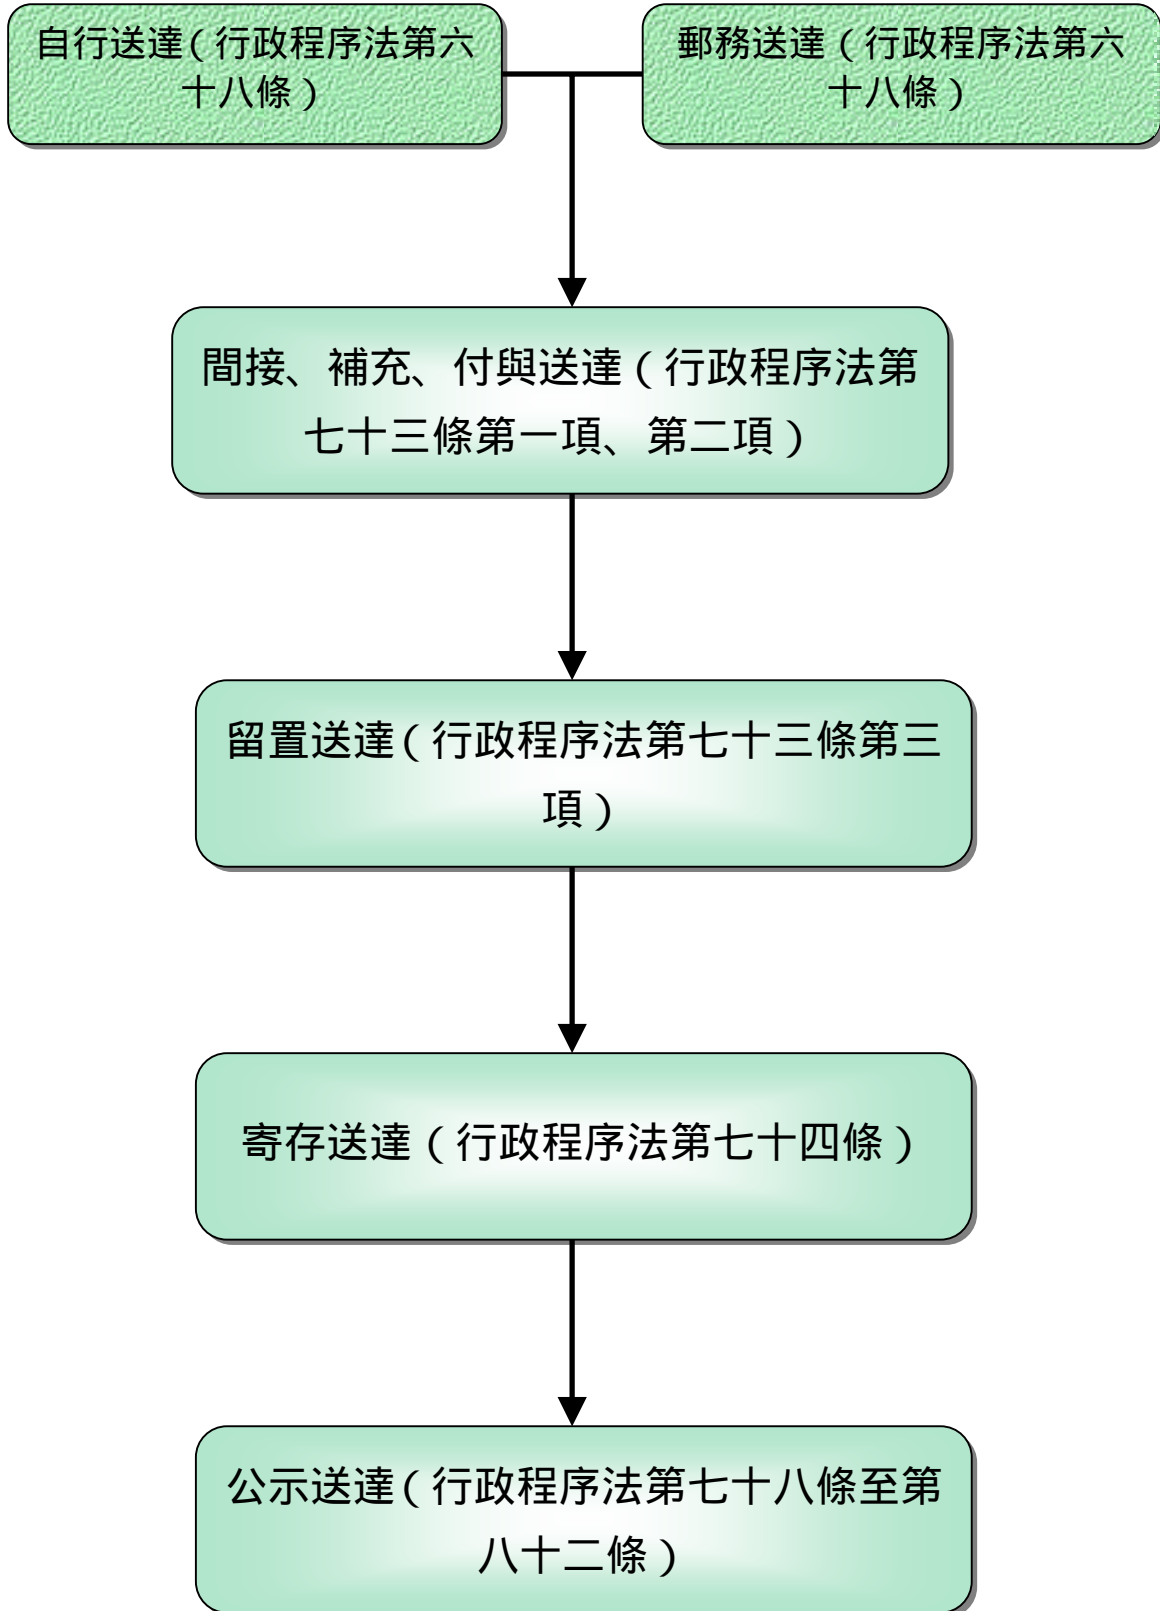 自行送達（行政程序法第六
十八條）
郵務送達（行政程序法第六
十八條）
間接、補充、付與送達（行政程序法第
七十三條第一項、第二項）
留置送達（行政程序法第七十三條第三
項）
寄存送達（行政程序法第七十四條）
公示送達（行政程序法第七十八條至第
八十二條）